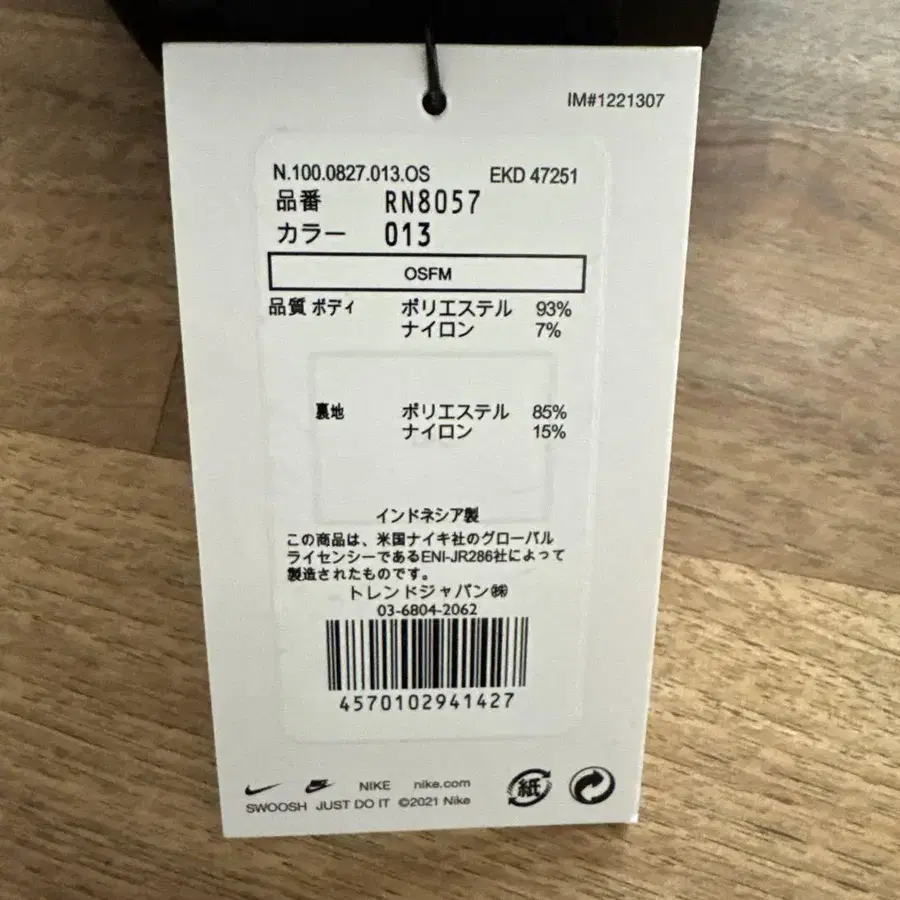 IM#1221307
N.100.0827.013.OS EKD 47251
品番 RN8057
カラー 013
OSFM
品質 ボディ ポリエステル 93%
ナイロン 7%
裏地 ポリエステル 85%
ナイロン 15%
インドネシア製
この商品は、米国ナイキ社のグローバル
ライセンシーであるENI-JR286社によって
製造されたものです。
トレンドジャパン㈱
03-6804-2062
4570102941427
NIKE nike.com
SWOOSH JUST DO IT ©2021 Nike
紙